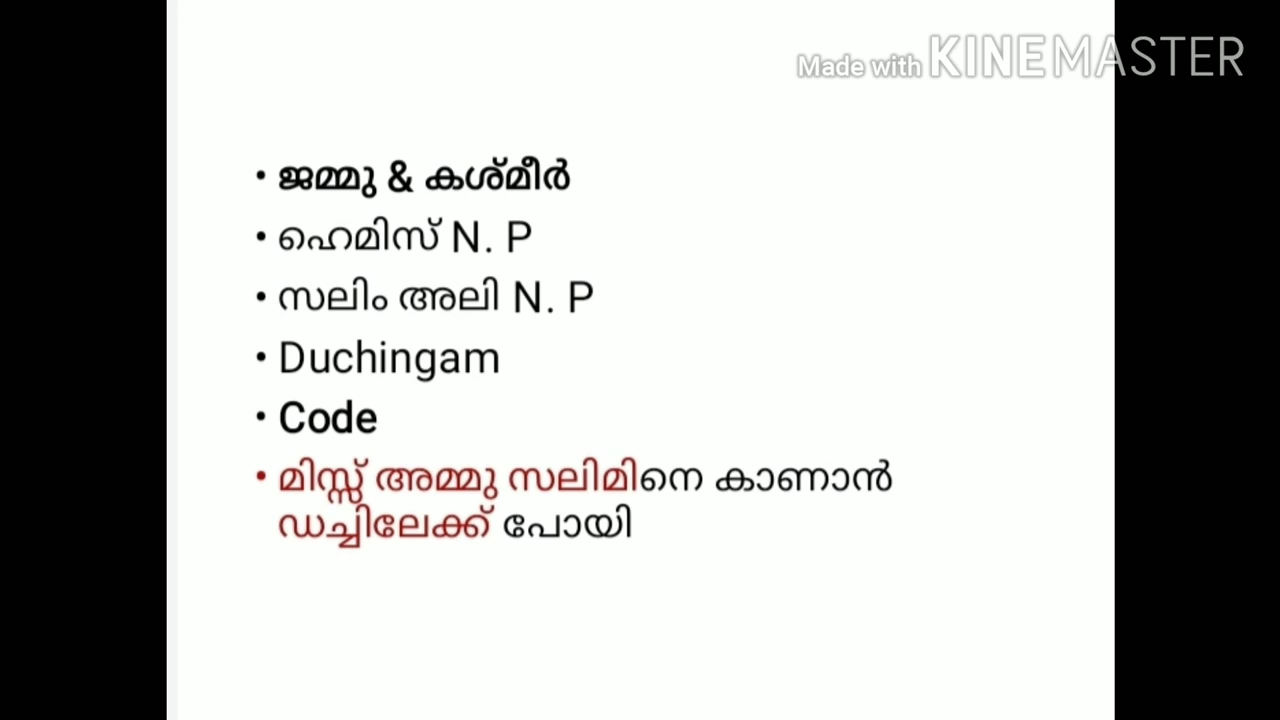 Made with KINEMASTER
• ജമ്മു & കശ്മീർ
• ഹെമിസ് N. P
• സലിം അലി N. P
• Duchingam
• Code
• മിസ്സ് അമ്മു സലിമിനെ കാണാൻ
ഡച്ചിലേക്ക് പോയി